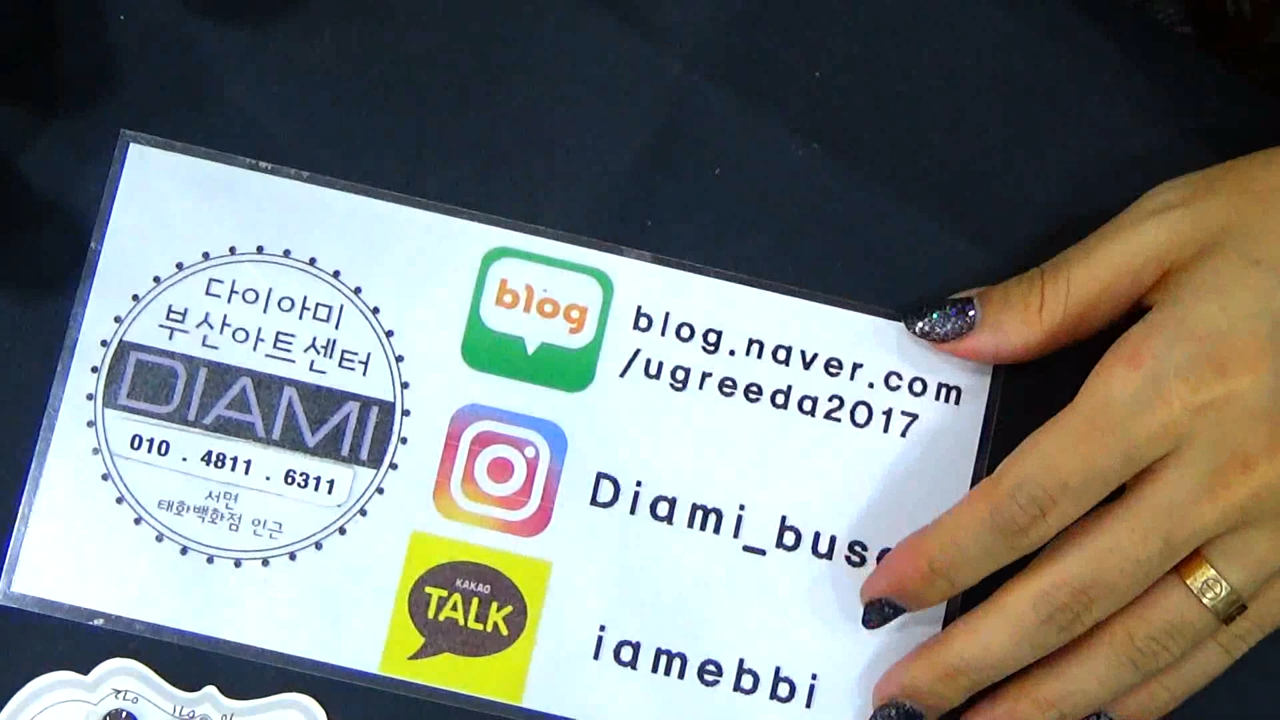 다이아미
부산아트센터
DIAMI
010 . 4811 . 6311
서면
태화백화점 인근
blog
blog.naver.com
/ugreeda2017
Diami_bus
KAKAO
TALK
iamebbi